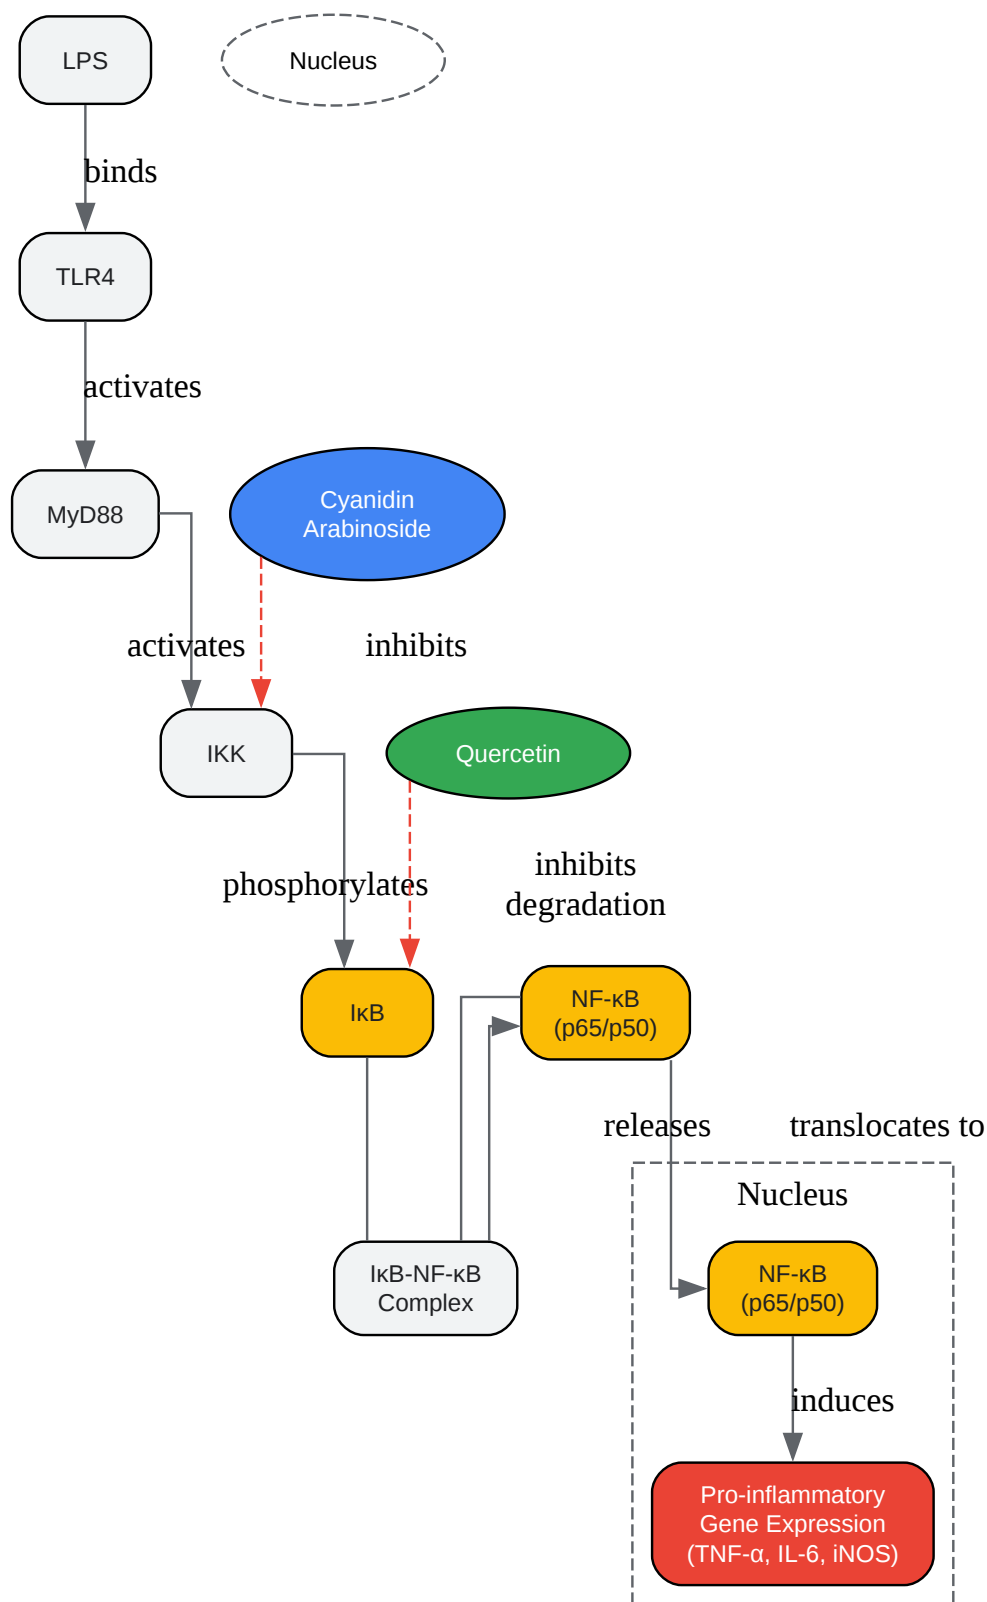 LPS
Nucleus
binds
TLR4
activates
MyD88
Cyanidin
Arabinoside
activates
inhibits
IKK
Quercetin
phosphorylates
inhibits
degradation
IκB
NF-κB
(p65/p50)
releases
translocates to
Nucleus
IκB-NF-κB
Complex
NF-κB
(p65/p50)
induces
Pro-inflammatory
Gene Expression
(TNF-α, IL-6, iNOS)